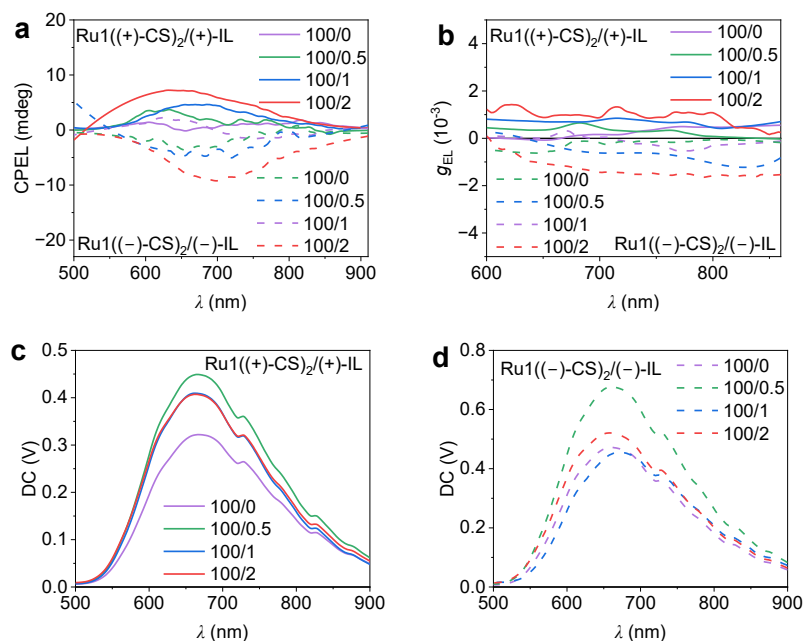 a
Ru1((+)-CS)2/(+)-IL
100/0
100/0.5
100/1
100/2
CPEL (mdeg)
20
10
0
−10
−20
100/0
100/0.5
100/1
100/2
Ru1((−)-CS)2/(−)-IL
500 600 700 800 900
λ (nm)
b
Ru1((+)-CS)2/(+)-IL
100/0
100/0.5
100/1
100/2
gEL (10-3)
4
2
0
−2
−4
100/0
100/0.5
100/1
100/2
Ru1((−)-CS)2/(−)-IL
600 700 800
λ (nm)
c
Ru1((+)-CS)2/(+)-IL
DC (V)
0.5
0.4
0.3
0.2
0.1
0.0
100/0
100/0.5
100/1
100/2
500 600 700 800 900
λ (nm)
d
Ru1((−)-CS)2/(−)-IL
100/0
100/0.5
100/1
100/2
DC (V)
0.8
0.6
0.4
0.2
0.0
500 600 700 800 900
λ (nm)